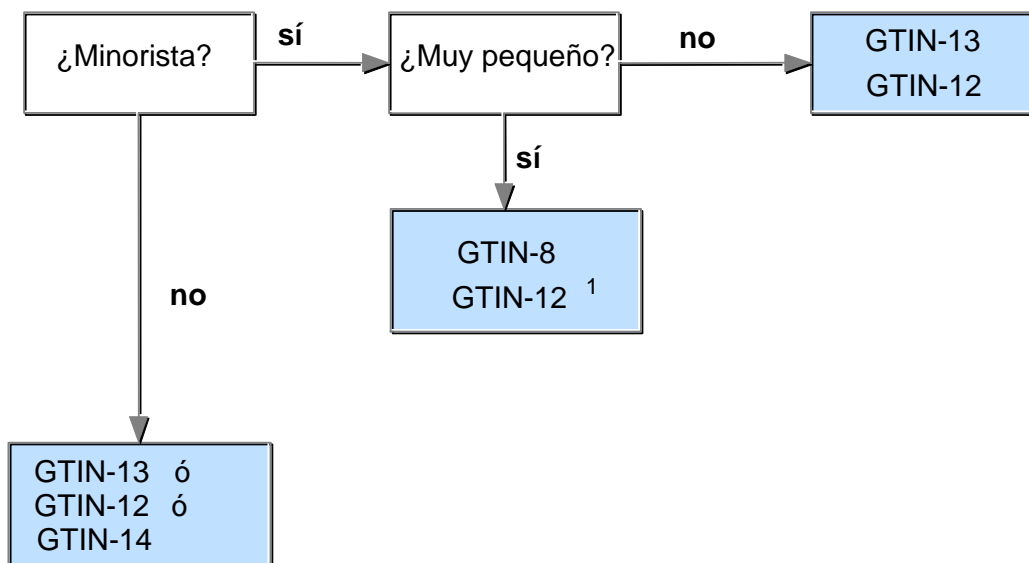 ¿Minorista?
sí
¿Muy pequeño?
no
GTIN-13
GTIN-12
sí
GTIN-8
GTIN-12 1
no
GTIN-13 ó
GTIN-12 ó
GTIN-14